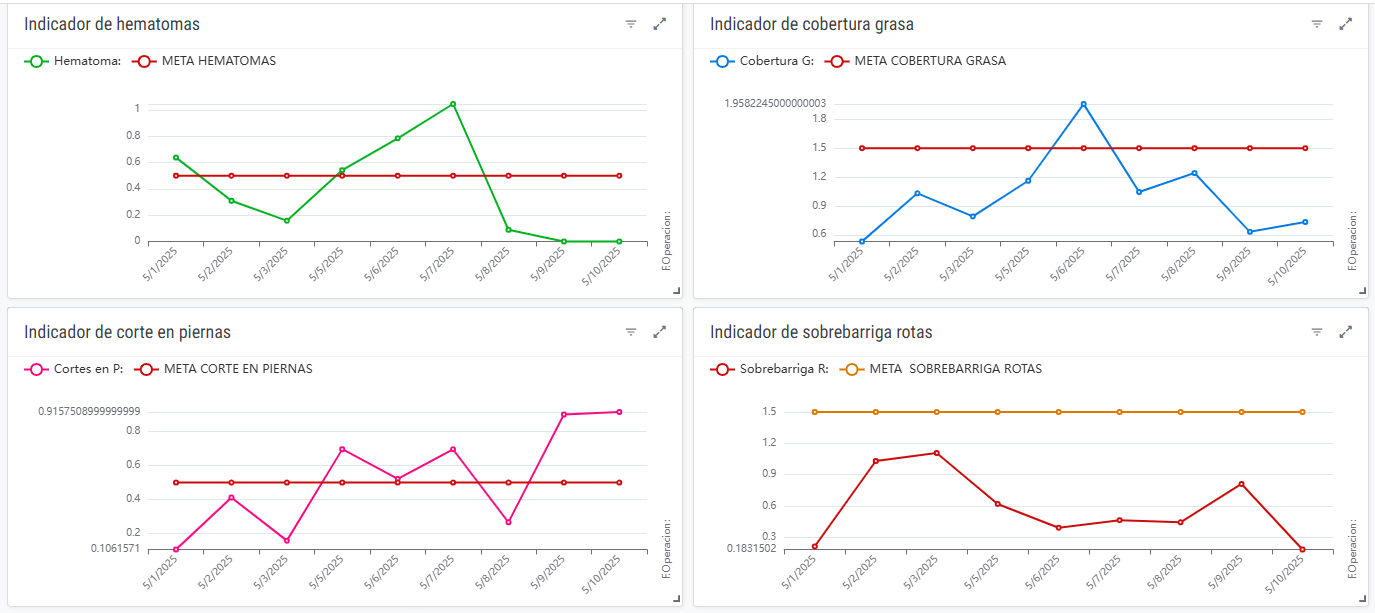 Indicador de hematomas
Hematoma: META HEMATOMAS
1
0.8
0.6
0.4
0.2
0
5/1/2025 5/2/2025 5/3/2025 5/5/2025 5/6/2025 5/7/2025 5/8/2025 5/9/2025 5/10/2025
F.Operacion:
Indicador de cobertura grasa
Cobertura G: META COBERTURA GRASA
1.9582245000000003
1.8
1.5
1.2
0.9
0.6
5/1/2025 5/2/2025 5/3/2025 5/5/2025 5/6/2025 5/7/2025 5/8/2025 5/9/2025 5/10/2025
F.Operacion:
Indicador de corte en piernas
Cortes en P: META CORTE EN PIERNAS
0.9157508999999999
0.8
0.6
0.4
0.2
0.1061571
5/1/2025 5/2/2025 5/3/2025 5/5/2025 5/6/2025 5/7/2025 5/8/2025 5/9/2025 5/10/2025
F.Operacion:
Indicador de sobrebarriga rotas
Sobrebarriga R: META SOBREBARRIGA ROTAS
1.5
1.2
0.9
0.6
0.3
0.1831502
5/1/2025 5/2/2025 5/3/2025 5/5/2025 5/6/2025 5/7/2025 5/8/2025 5/9/2025 5/10/2025
F.Operacion: